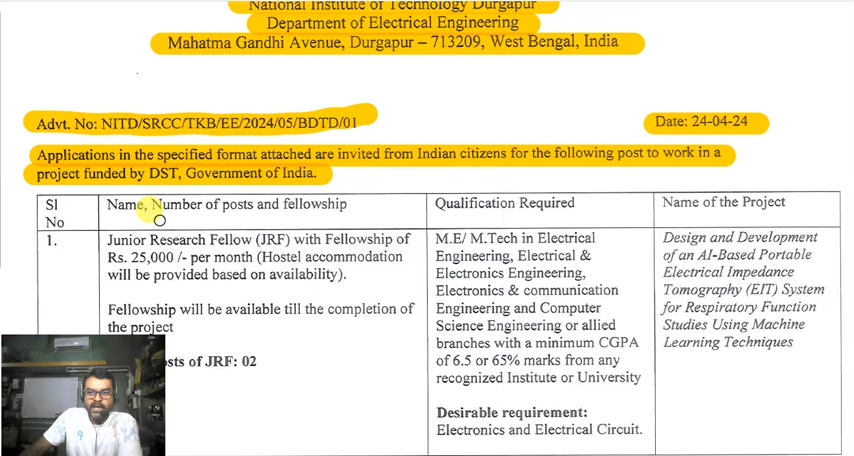 National Institute of Technology Durgapur
Department of Electrical Engineering
Mahatma Gandhi Avenue, Durgapur – 713209, West Bengal, India
Advt. No: NITD/SRCC/TKB/EE/2024/05/BDTD/01
Date: 24-04-24
Applications in the specified format attached are invited from Indian citizens for the following post to work in a
project funded by DST, Government of India.
Sl
No
Name, Number of posts and fellowship
Qualification Required
Name of the Project
1.
Junior Research Fellow (JRF) with Fellowship of
Rs. 25,000 /- per month (Hostel accommodation
will be provided based on availability).
Fellowship will be available till the completion of
the project
sts of JRF: 02
M.E/ M.Tech in Electrical
Engineering, Electrical &
Electronics Engineering,
Electronics & communication
Engineering and Computer
Science Engineering or allied
branches with a minimum CGPA
of 6.5 or 65% marks from any
recognized Institute or University
Desirable requirement:
Electronics and Electrical Circuit.
Design and Development
of an AI-Based Portable
Electrical Impedance
Tomography (EIT) System
for Respiratory Function
Studies Using Machine
Learning Techniques